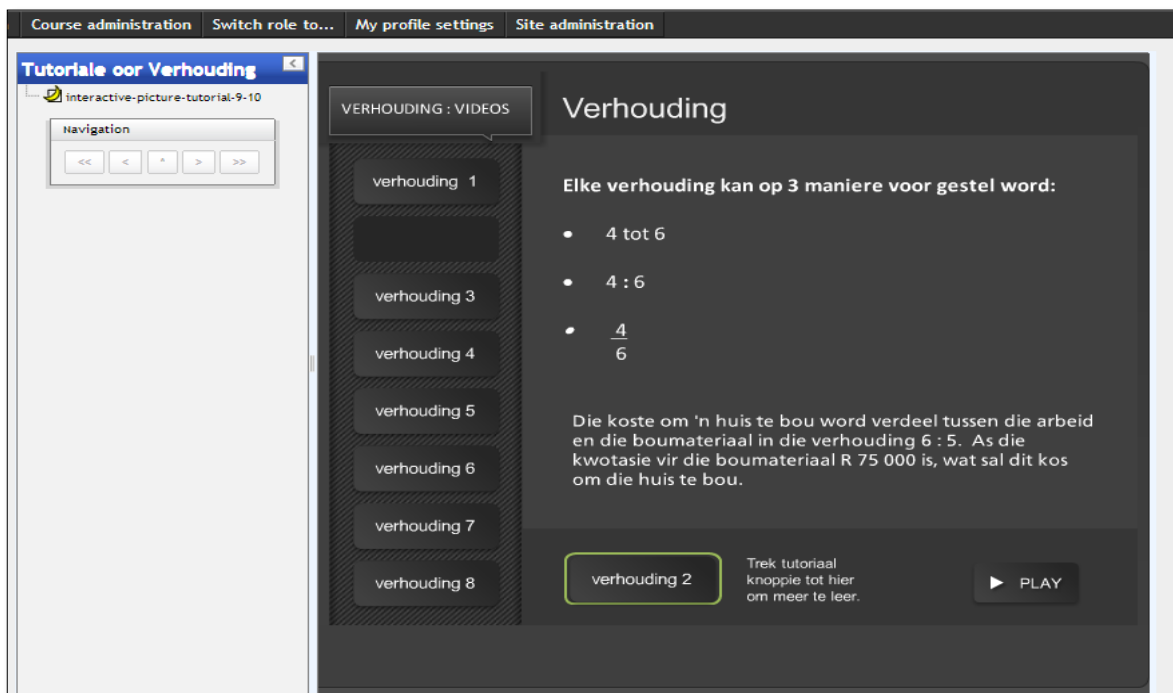 Course administration Switch role to... My profile settings Site administration
Tutoriale oor Verhouding <
interactive-picture-tutorial-9-10
Navigation
<< < ^ > >>
VERHOUDING : VIDEOS
verhouding 1
verhouding 3
verhouding 4
verhouding 5
verhouding 6
verhouding 7
verhouding 8
Verhouding
Elke verhouding kan op 3 maniere voor gestel word:
• 4 tot 6
• 4 : 6
• 4
6
Die koste om 'n huis te bou word verdeel tussen die arbeid
en die boumateriaal in die verhouding 6 : 5. As die
kwotasie vir die boumateriaal R 75 000 is, wat sal dit kos
om die huis te bou.
verhouding 2
Trek tutoriaal
knoppie tot hier
om meer te leer.
PLAY